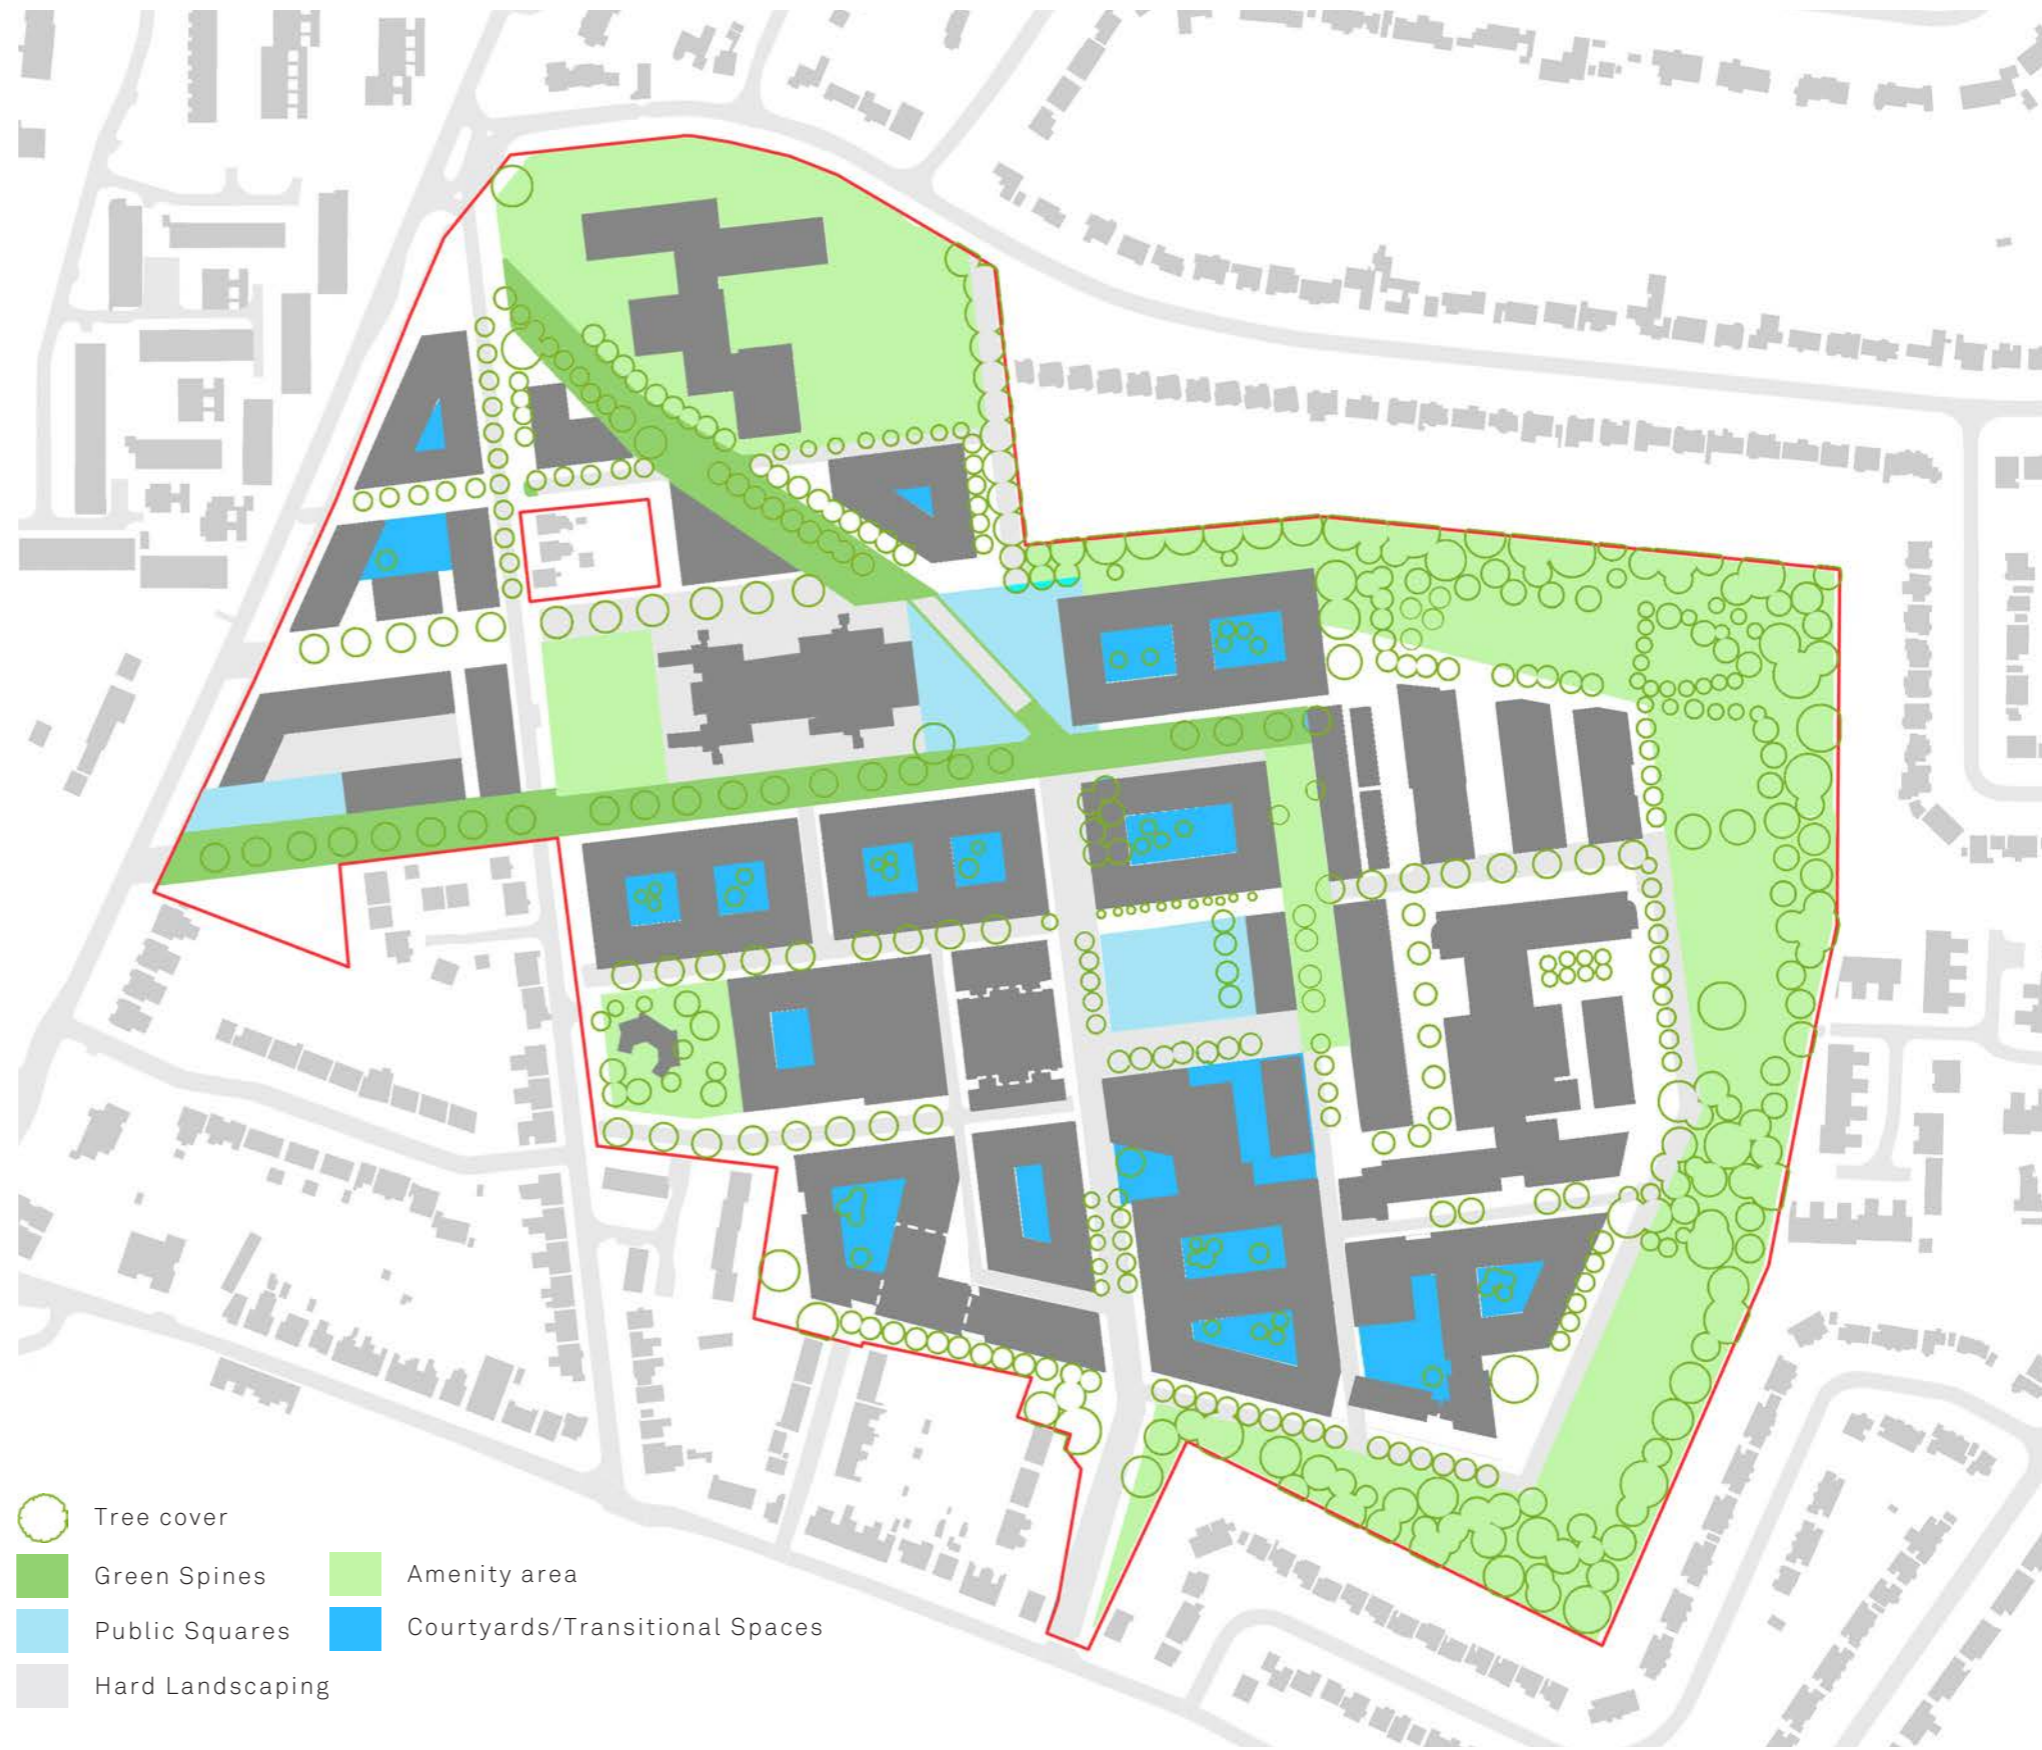 Tree cover
Green Spines
Amenity area
Public Squares
Courtyards/Transitional Spaces
Hard Landscaping